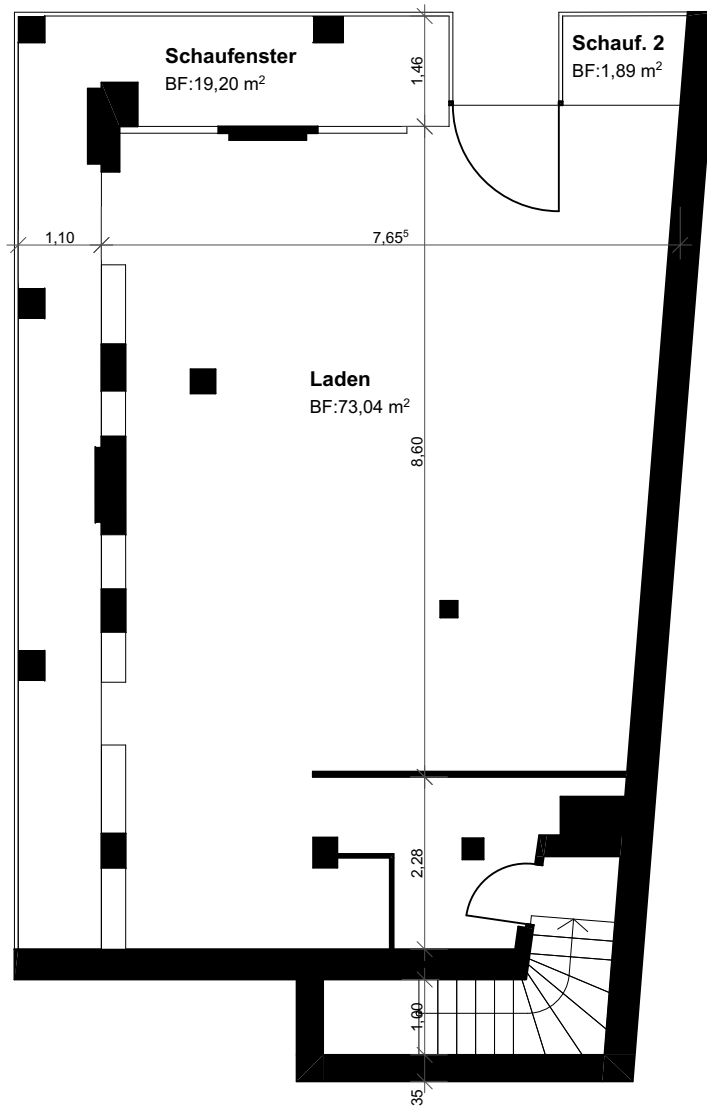 Schaufenster
BF:19,20 m²
Schauf. 2
BF:1,89 m²
1,46
1,10
7,65⁵
Laden
BF:73,04 m²
8,60
2,28
1,00
35